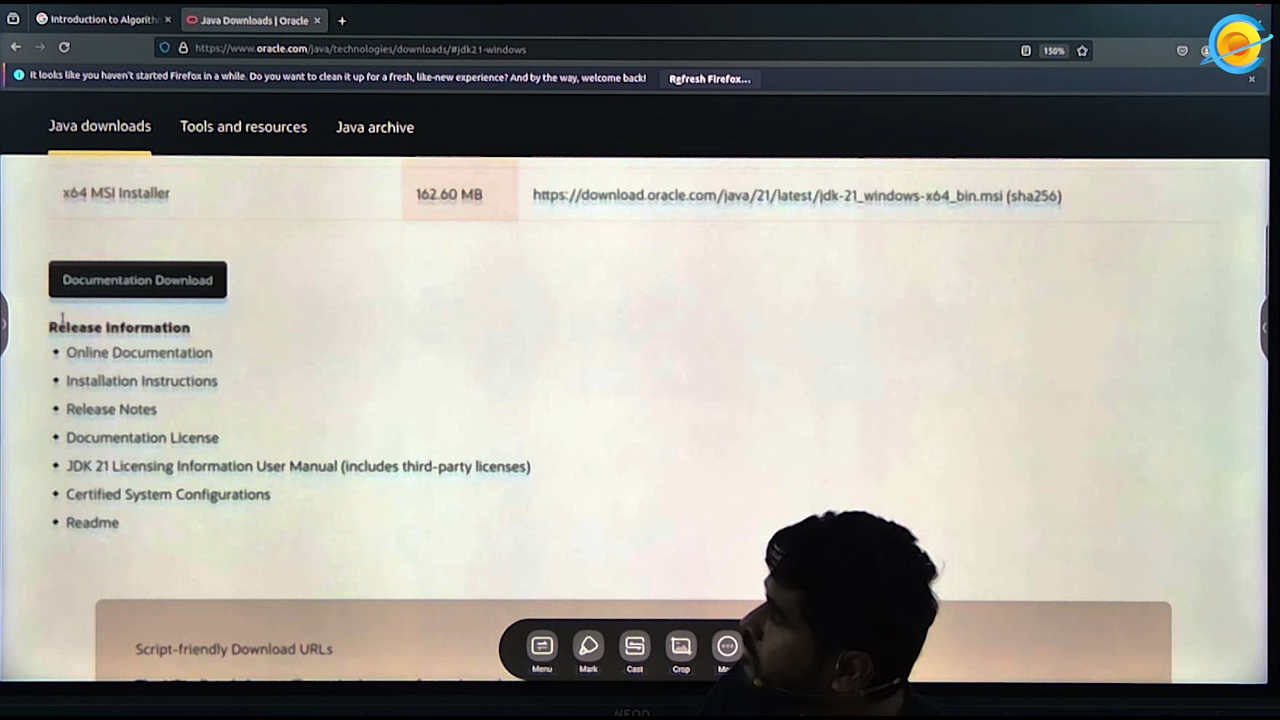 Introduction to Algorith
Java Downloads | Oracle
https://www.oracle.com/java/technologies/downloads/#jdk21-windows
150%
It looks like you haven't started Firefox in a while. Do you want to clean it up for a fresh, like-new experience? And by the way, welcome back!
Refresh Firefox...
Java downloads
Tools and resources
Java archive
x64 MSI Installer
162.60 MB
https://download.oracle.com/java/21/latest/jdk-21_windows-x64_bin.msi (sha256)
Documentation Download
Release Information
Online Documentation
Installation Instructions
Release Notes
Documentation License
JDK 21 Licensing Information User Manual (includes third-party licenses)
Certified System Configurations
Readme
Script-friendly Download URLs
Menu
Mark
Cast
Crop